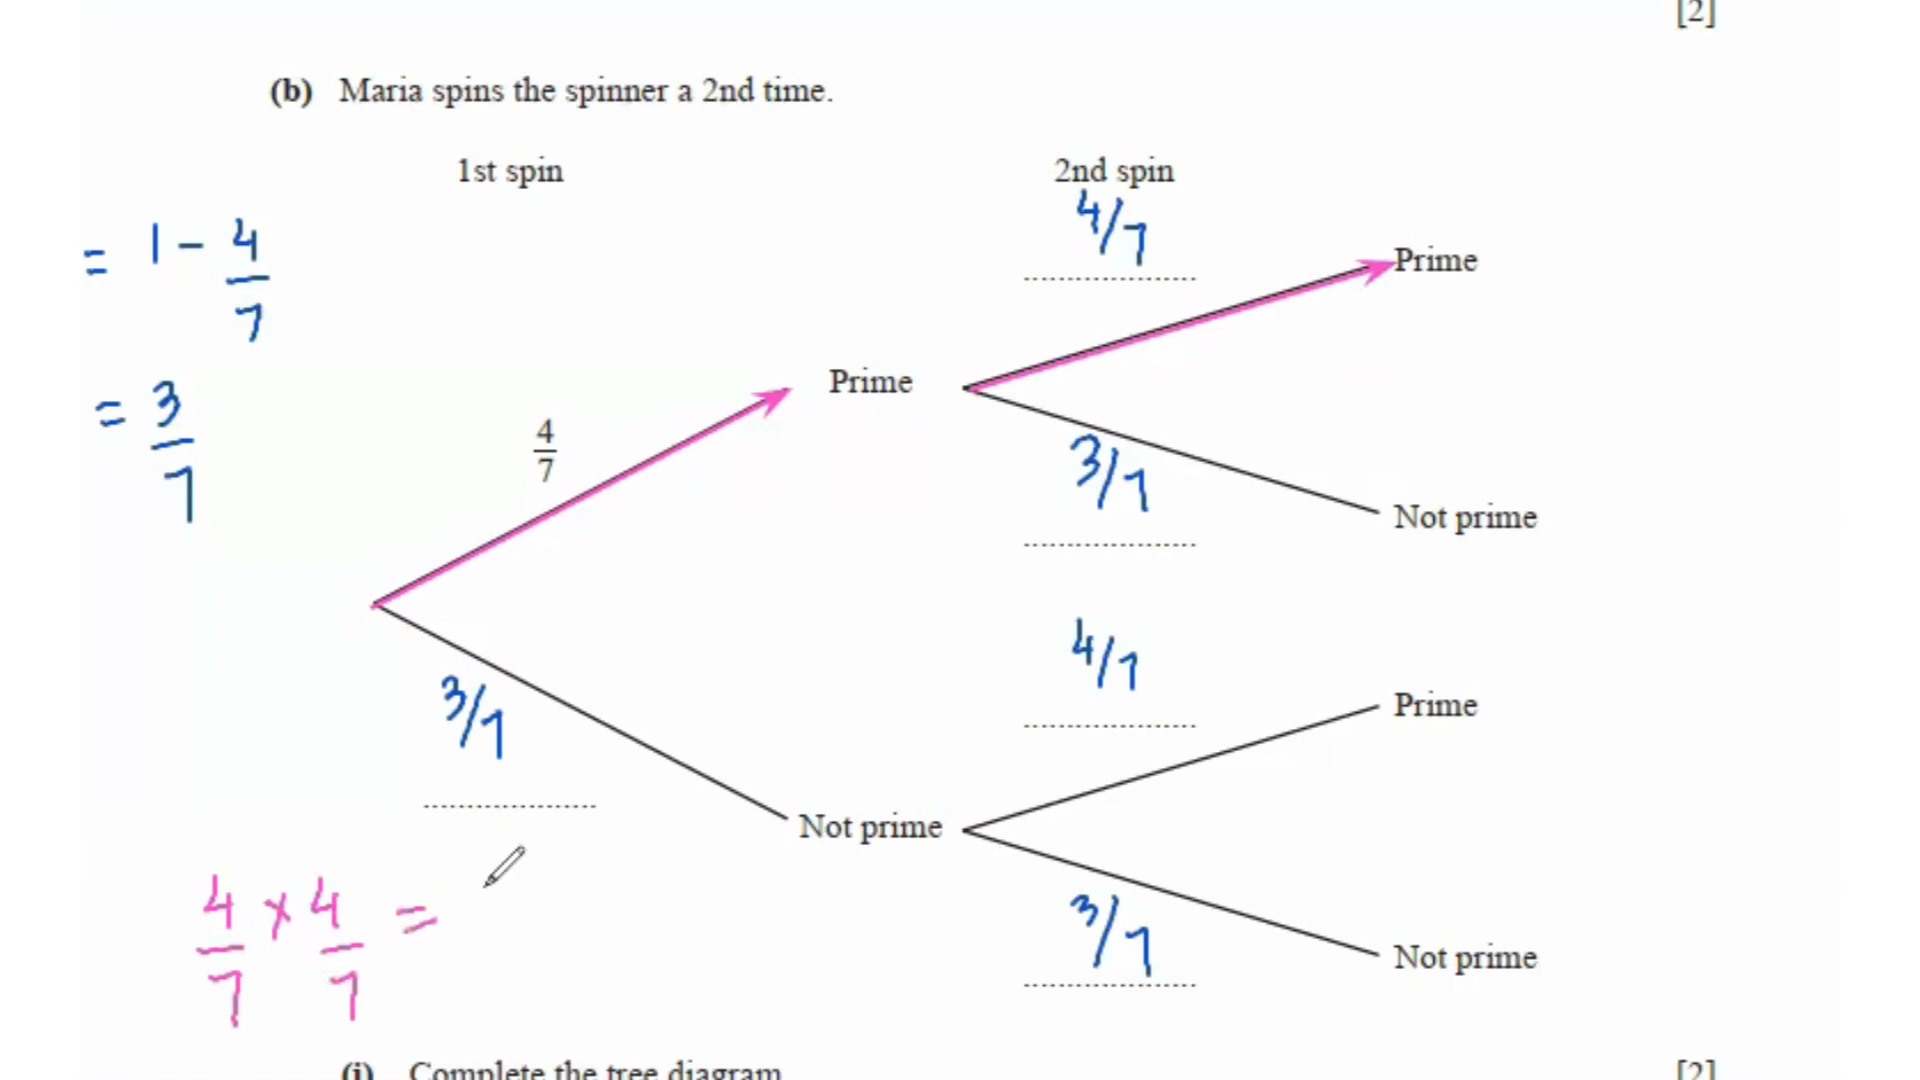 [2]
(b) Maria spins the spinner a 2nd time.
1st spin
2nd spin
4/7
Prime
= 1 - 4/7
= 3/7
4/7
Prime
3/7
Not prime
3/7
Not prime
4/7
Prime
3/7
Not prime
4/7 × 4/7 =
(i) Complete the tree diagram
[2]